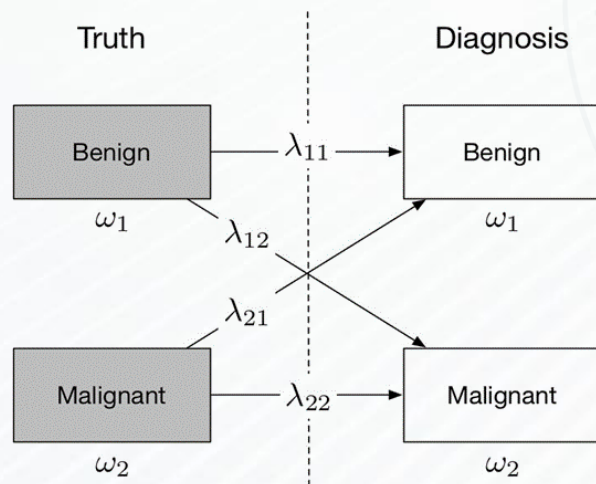 Truth
Diagnosis
Benign
λ11
Benign
ω1
ω1
λ12
λ21
Malignant
λ22
Malignant
ω2
ω2